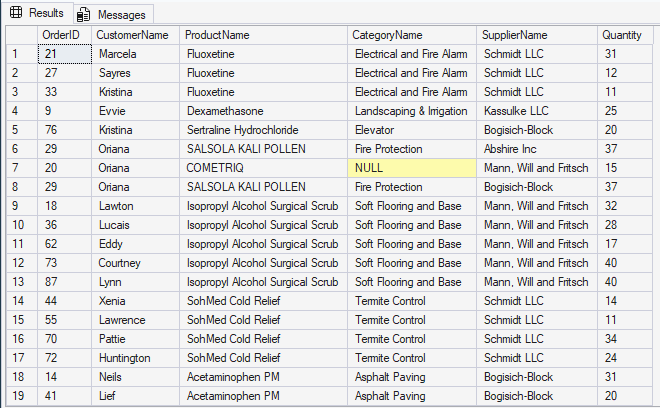 Results Messages
OrderID CustomerName ProductName CategoryName SupplierName Quantity
1 21 Marcela Fluoxetine Electrical and Fire Alarm Schmidt LLC 31
2 27 Sayres Fluoxetine Electrical and Fire Alarm Schmidt LLC 12
3 33 Kristina Fluoxetine Electrical and Fire Alarm Schmidt LLC 11
4 9 Evvie Dexamethasone Landscaping & Irrigation Kassulke LLC 25
5 76 Kristina Sertraline Hydrochloride Elevator Bogisich-Block 20
6 29 Oriana SALSOLA KALI POLLEN Fire Protection Abshire Inc 37
7 20 Oriana COMETRIQ NULL Mann, Will and Fritsch 15
8 29 Oriana SALSOLA KALI POLLEN Fire Protection Bogisich-Block 37
9 18 Lawton Isopropyl Alcohol Surgical Scrub Soft Flooring and Base Mann, Will and Fritsch 32
10 36 Lucais Isopropyl Alcohol Surgical Scrub Soft Flooring and Base Mann, Will and Fritsch 28
11 62 Eddy Isopropyl Alcohol Surgical Scrub Soft Flooring and Base Mann, Will and Fritsch 17
12 73 Courtney Isopropyl Alcohol Surgical Scrub Soft Flooring and Base Mann, Will and Fritsch 40
13 87 Lynn Isopropyl Alcohol Surgical Scrub Soft Flooring and Base Mann, Will and Fritsch 40
14 44 Xenia SohMed Cold Relief Termite Control Schmidt LLC 14
15 55 Lawrence SohMed Cold Relief Termite Control Schmidt LLC 11
16 70 Pattie SohMed Cold Relief Termite Control Schmidt LLC 34
17 72 Huntington SohMed Cold Relief Termite Control Schmidt LLC 24
18 14 Neils Acetaminophen PM Asphalt Paving Bogisich-Block 31
19 41 Lief Acetaminophen PM Asphalt Paving Bogisich-Block 20